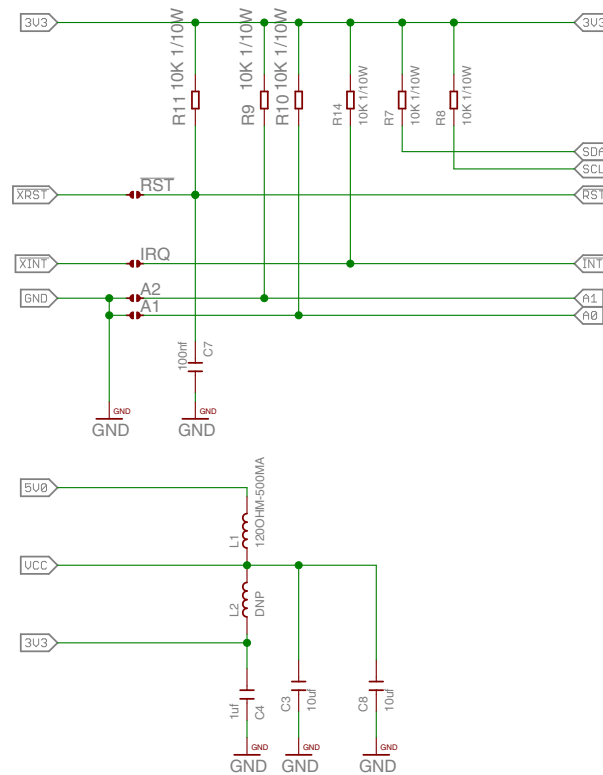 3V3
3V3
R11 10K 1/10W
R9 10K 1/10W
R10 10K 1/10W
R14
10K 1/10W
R7
10K 1/10W
R8
10K 1/10W
SDA
SCL
XRST
RST
RST
XINT
IRQ
INT
GND
A2
A1
A1
A0
100nf
C7
GND
GND
GND
GND
5V0
L1
120OHM-500MA
VCC
L2
DNP
3V3
1uf
C4
C3
10uf
C8
10uf
GND
GND
GND
GND
GND
GND